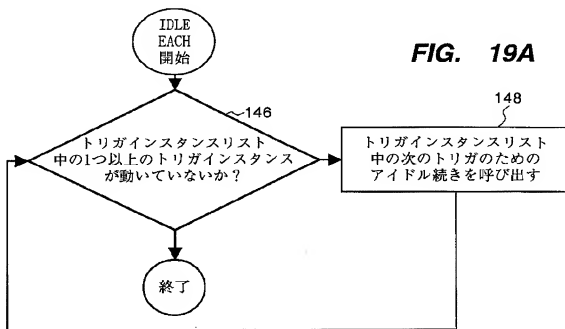 IDLE
EACH
開始
FIG. 19A
146
148
トリガインスタンスリスト
中の1つ以上のトリガインスタンス
が動いていないか？
トリガインスタンスリスト
中の次のトリガのための
アイドル続きを呼び出す
終了